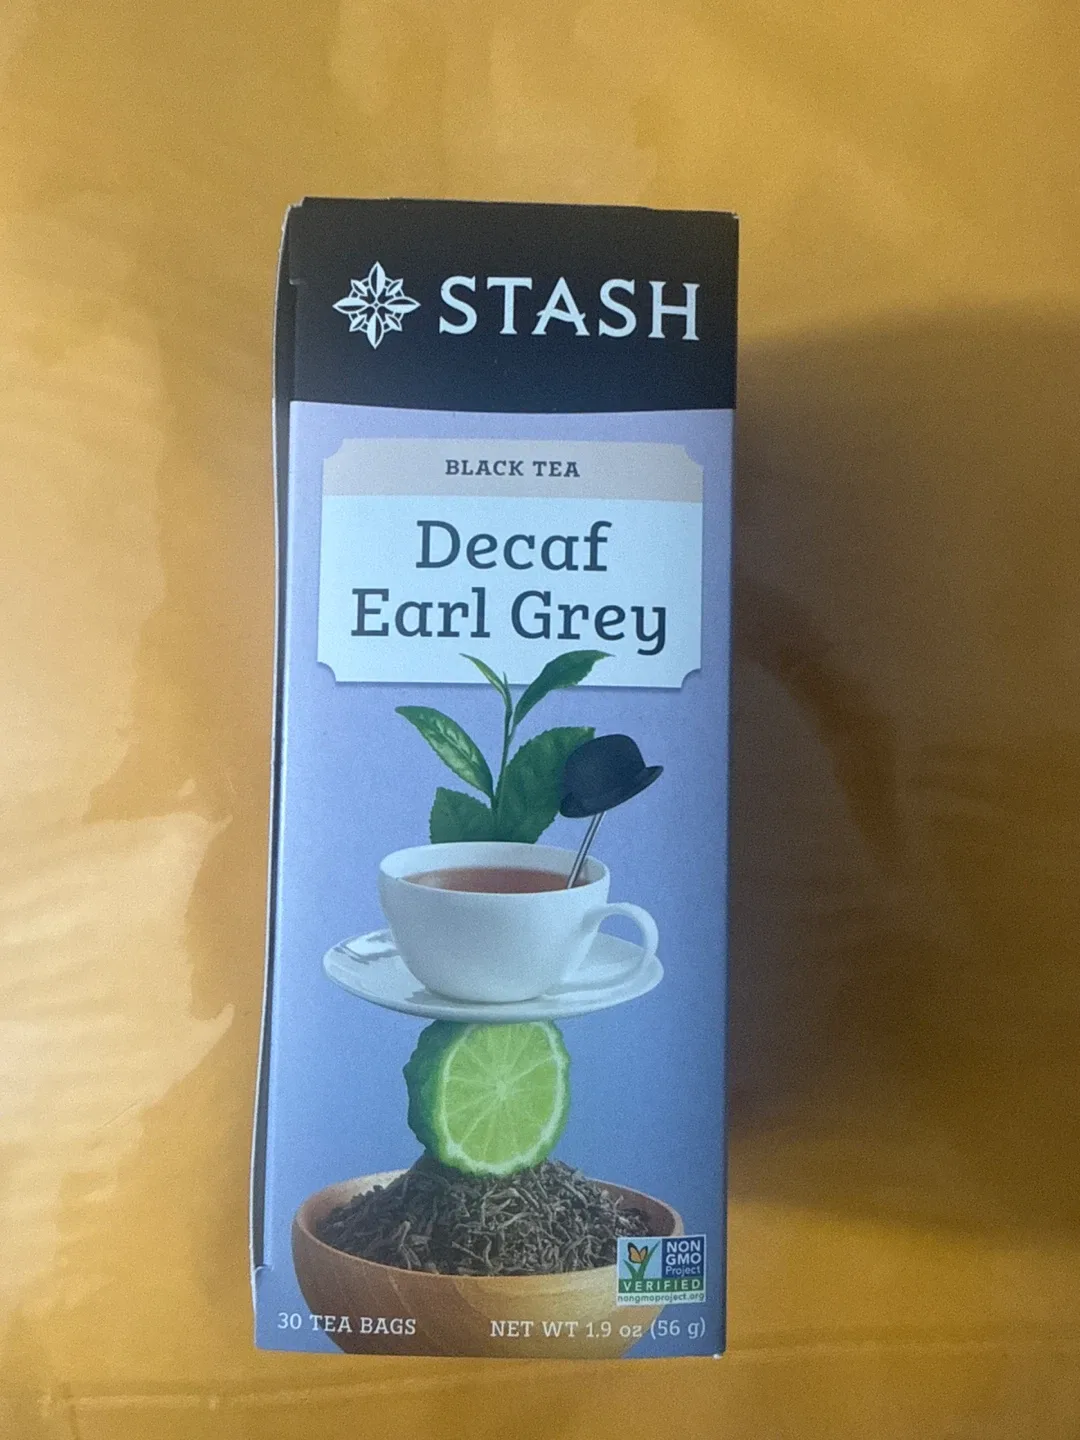 STASH
BLACK TEA
Decaf
Earl Grey
NON
GMO
Project
VERIFIED
nongmoproject.org
30 TEA BAGS
NET WT 1.9 oz (56 g)